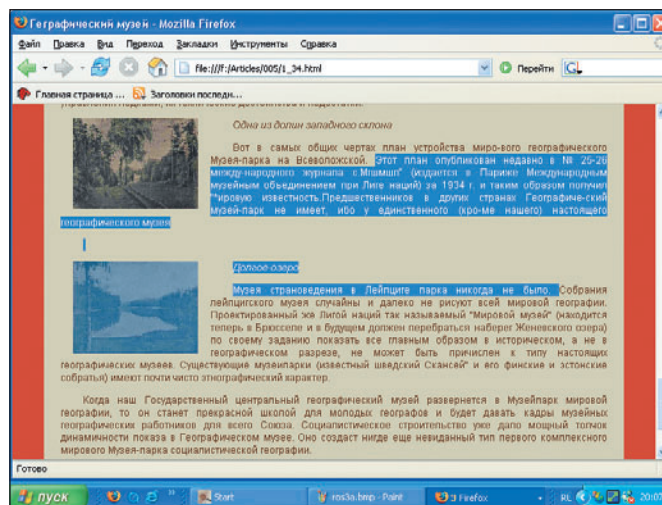 Геграфический музей - Mozilla Firefox
Файл Правка Вид Переход Закладки Инструменты Справка
file:///F:/Articles/005/1_34.html Перейти
Главная страница ... Заголовки последн...
Одна из долин западного склона
Вот в самых общих чертах план устройства миро-вого географического
Музея-парка на Всеволожской. Этот план опубликован недавно в № 25-26
между-народного журнала с.Мшмшп" (издается в Париже Международным
музейным объединением при Лиге наций) за 1934 г. и таким образом получил
"*ировую известность.Предшественников в других странах Географиче-ский
музей-парк не имеет, ибо у единственного (кро-ме нашего) настоящего
географического музея
Долгое озеро
Музея страноведения в Лейпците парка никогда не было. Собрания
лейпцигского музея случайны и далеко не рисуют всей мировой географии.
Проектированный же Лигой наций так называемый "Мировой музей" (находится
теперь в Брюсселе и в будущем должен перебраться наберег Женевского озера)
по своему заданию показать все главным образом в историческом, а не в
географическом разрезе, не может быть причислен к типу настоящих
географических музеев. Существующие музеипарки (известный шведский Скансей" и его финские и эстонские
собратья) имеют почти чисто этнографический характер.
Когда наш Государственный центральный географический музей развернется в Музейпарк мировой
географии, то он станет прекрасной школой для молодых географов и будет давать кадры музейных
географических работников для всего Союза. Социалистическое строительство уже дало мощный толчок
динамичности показа в Географическом музее. Оно создаст нигде еще невиданный тип первого комплексного
мирового Музея-парка социалистической географии.
Готово
пуск Start ros3a.bmp - Paint 3 Firefox RL 20:07